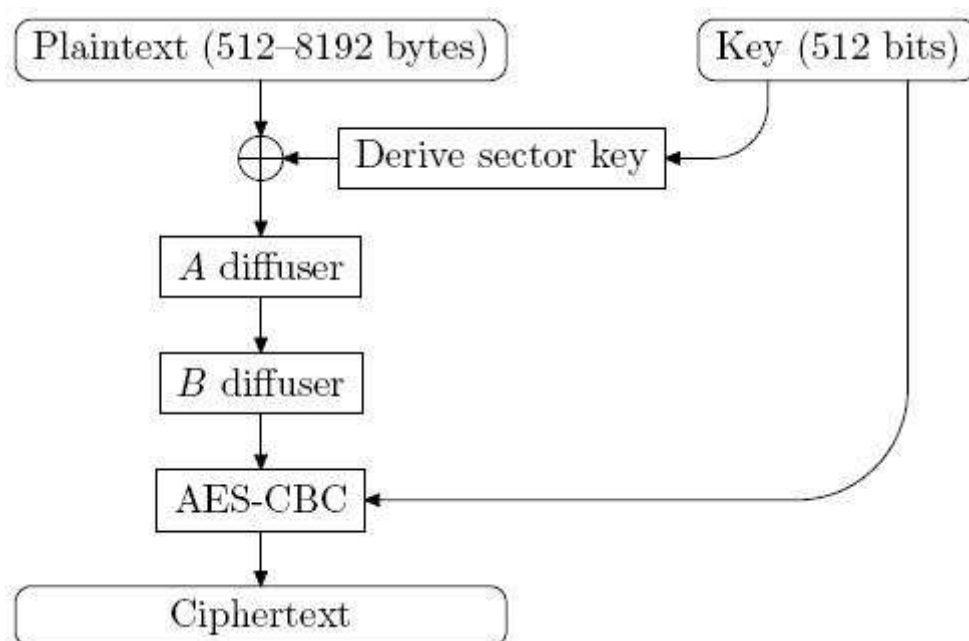 Plaintext (512–8192 bytes)
Key (512 bits)
Derive sector key
A diffuser
B diffuser
AES-CBC
Ciphertext